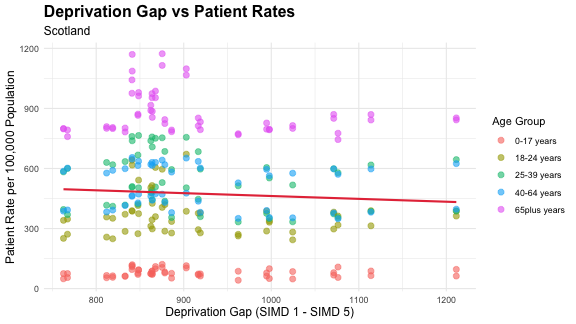 Deprivation Gap vs Patient Rates
Scotland
Patient Rate per 100,000 Population
1200
900
600
300
0
800
900
1000
1100
1200
Deprivation Gap (SIMD 1 - SIMD 5)
Age Group
0-17 years
18-24 years
25-39 years
40-64 years
65plus years